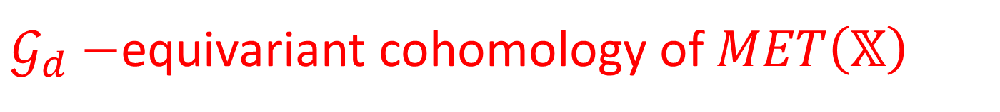 𝒢_d −equivariant cohomology of 𝑀𝐸𝑇(𝕏)